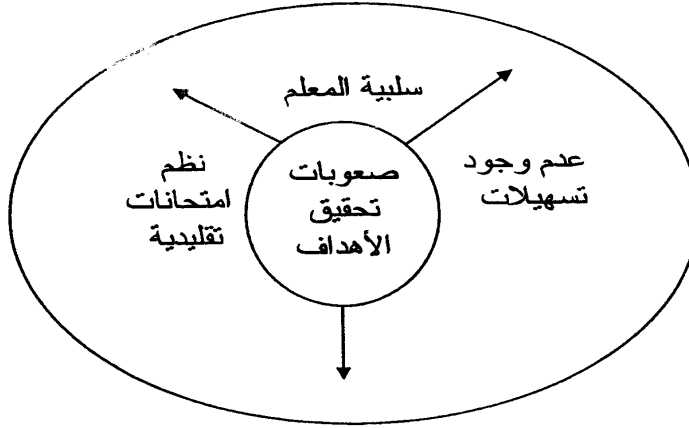 سلبية المعلم
عدم وجود
تسهيلات
صعوبات
تحقيق
الأهداف
نظم
امتحانات
تقليدية